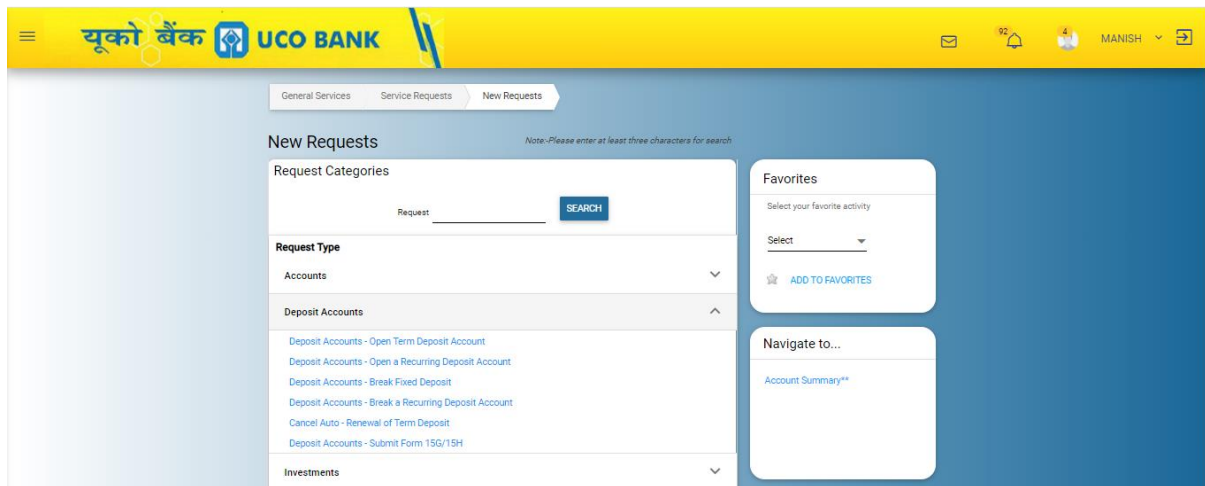 यूको बैंक UCO BANK
92
4
MANISH
General Services Service Requests New Requests
New Requests
Note:-Please enter at least three characters for search
Request Categories
Request
SEARCH
Request Type
Accounts
Deposit Accounts
Deposit Accounts - Open Term Deposit Account
Deposit Accounts - Open a Recurring Deposit Account
Deposit Accounts - Break Fixed Deposit
Deposit Accounts - Break a Recurring Deposit Account
Cancel Auto - Renewal of Term Deposit
Deposit Accounts - Submit Form 15G/15H
Investments
Favorites
Select your favorite activity
Select
ADD TO FAVORITES
Navigate to...
Account Summary**